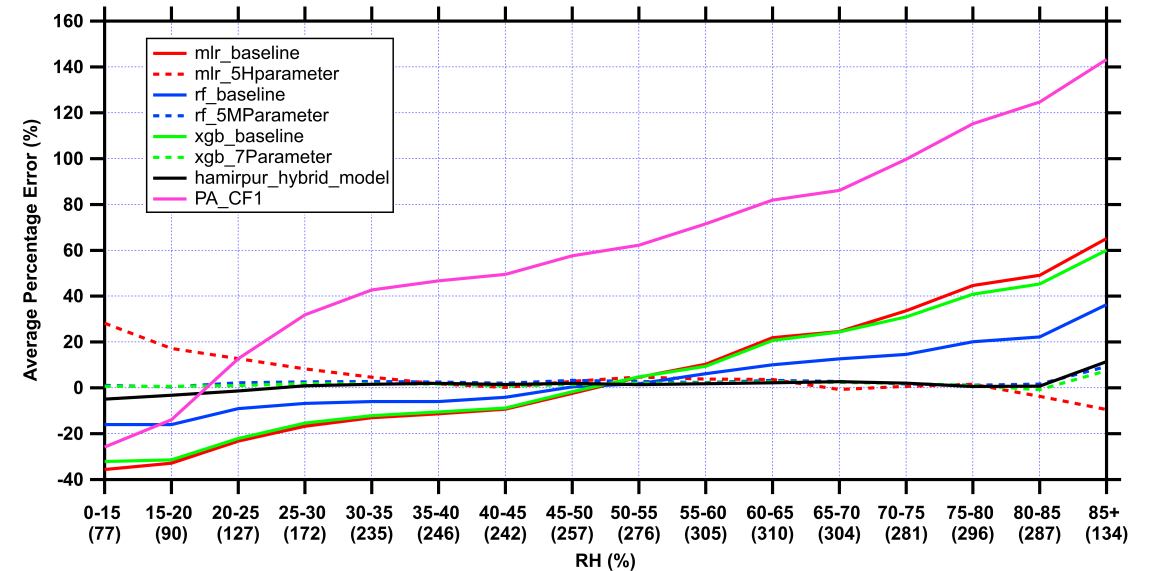 160
140
120
100
80
60
40
20
0
-20
-40
Average Percentage Error (%)
mlr_baseline
mlr_5Hparameter
rf_baseline
rf_5MParameter
xgb_baseline
xgb_7Parameter
hamirpur_hybrid_model
PA_CF1
0-15 15-20 20-25 25-30 30-35 35-40 40-45 45-50 50-55 55-60 60-65 65-70 70-75 75-80 80-85 85+
(77) (90) (127) (172) (235) (246) (242) (257) (276) (305) (310) (304) (281) (296) (287) (134)
RH (%)